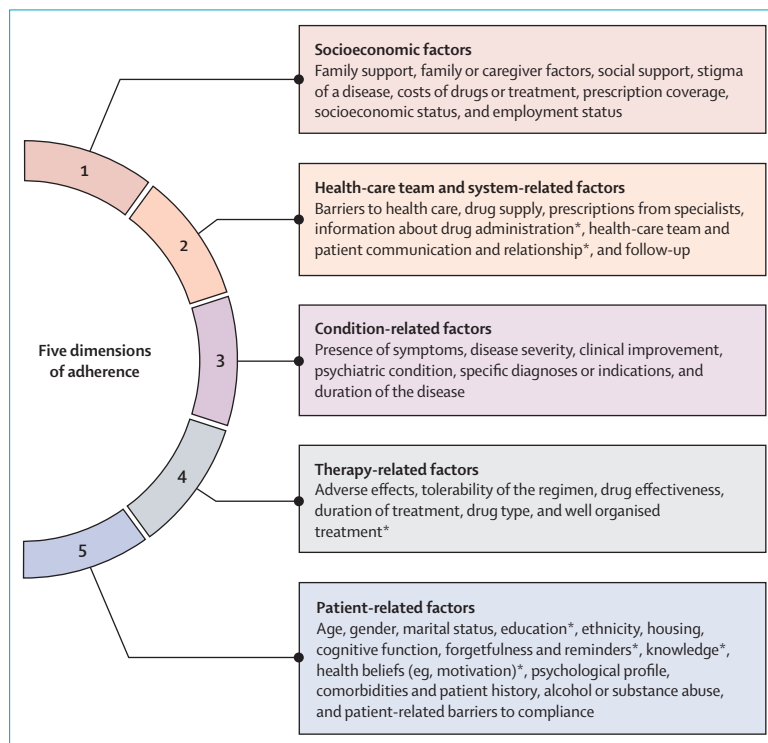 Socioeconomic factors
Family support, family or caregiver factors, social support, stigma
of a disease, costs of drugs or treatment, prescription coverage,
socioeconomic status, and employment status
1
Health-care team and system-related factors
Barriers to health care, drug supply, prescriptions from specialists,
information about drug administration*, health-care team and
patient communication and relationship*, and follow-up
2
Five dimensions
of adherence
3
Condition-related factors
Presence of symptoms, disease severity, clinical improvement,
psychiatric condition, specific diagnoses or indications, and
duration of the disease
4
Therapy-related factors
Adverse effects, tolerability of the regimen, drug effectiveness,
duration of treatment, drug type, and well organised
treatment*
5
Patient-related factors
Age, gender, marital status, education*, ethnicity, housing,
cognitive function, forgetfulness and reminders*, knowledge*,
health beliefs (eg, motivation)*, psychological profile,
comorbidities and patient history, alcohol or substance abuse,
and patient-related barriers to compliance